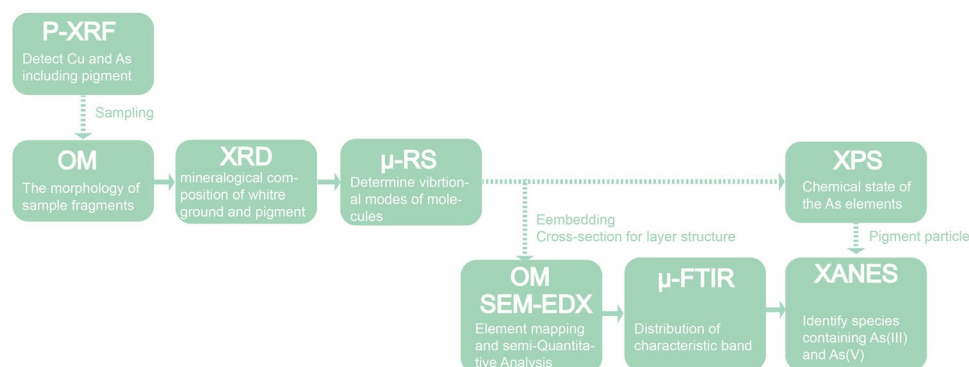 P-XRF
Detect Cu and As
including pigment
Sampling
OM
The morphology of
sample fragments
XRD
mineralogical com-
position of whitre
ground and pigment
µ-RS
Determine vibrtion-
al modes of mole-
cules
XPS
Chemical state of
the As elements
Eembedding
Cross-section for layer structure
Pigment particle
OM
SEM-EDX
Element mapping
and semi-Quantita-
tive Analysis
µ-FTIR
Distribution of
characteristic band
XANES
Identify species
containing As(III)
and As(V)